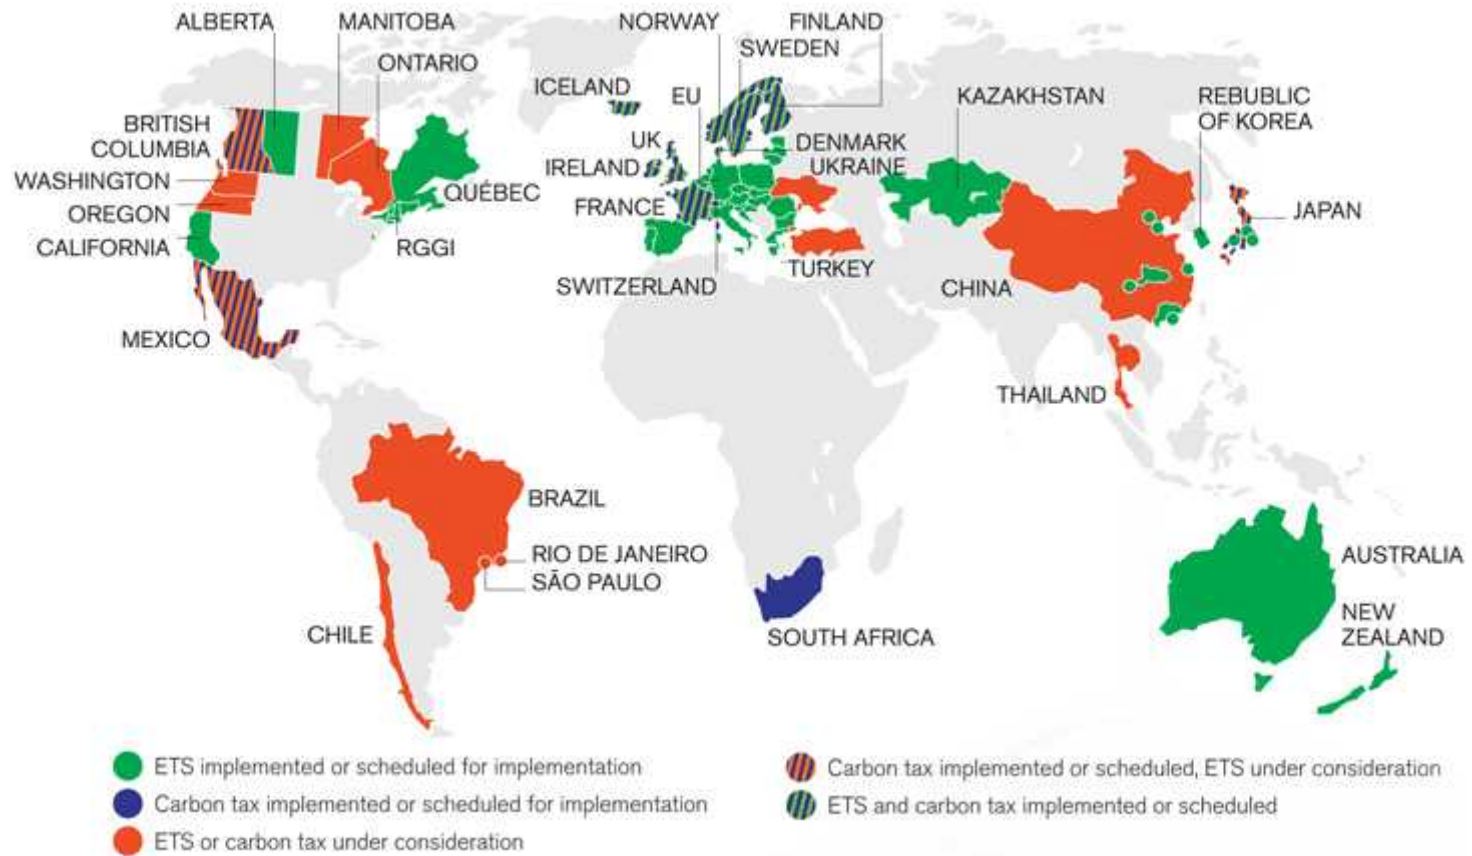 ALBERTA
MANITOBA
NORWAY
FINLAND
SWEDEN
ONTARIO
ICELAND
EU
KAZAKHSTAN
REBUBLIC
OF KOREA
BRITISH
COLUMBIA
UK
DENMARK
UKRAINE
IRELAND
WASHINGTON
QUÉBEC
OREGON
FRANCE
JAPAN
CALIFORNIA
RGGI
TURKEY
SWITZERLAND
CHINA
MEXICO
THAILAND
BRAZIL
RIO DE JANEIRO
SÃO PAULO
AUSTRALIA
NEW
ZEALAND
CHILE
SOUTH AFRICA
ETS implemented or scheduled for implementation
Carbon tax implemented or scheduled for implementation
ETS or carbon tax under consideration
Carbon tax implemented or scheduled, ETS under consideration
ETS and carbon tax implemented or scheduled